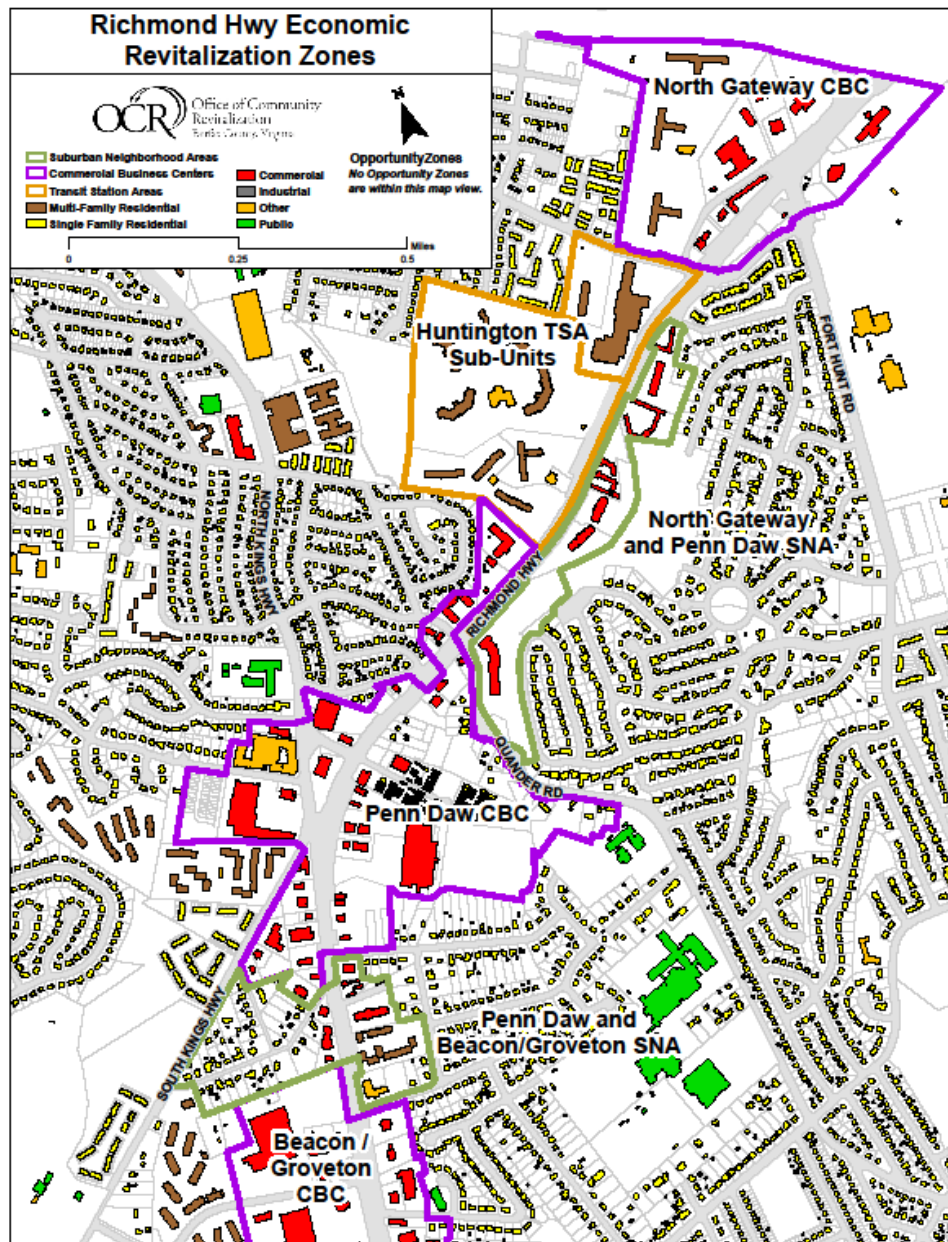 Richmond Hwy Economic
Revitalization Zones
OCR
Office of Community
Revitalization
Fairfax County, Virginia
N
Suburban Neighborhood Areas
Commercial Business Centers
Transit Station Areas
Multi-Family Residential
Single Family Residential
Commercial
Industrial
Other
Public
OpportunityZones
No Opportunity Zones
are within this map view.
Miles
0
0.25
0.5
North Gateway CBC
Huntington TSA
Sub-Units
FORT HUNT RD
NORTH KINGS HWY
North Gateway
and Penn Daw SNA
RICHMOND HWY
QUANDER RD
Penn Daw CBC
Penn Daw and
Beacon/Groveton SNA
SOUTH KINGS HWY
Beacon /
Groveton
CBC